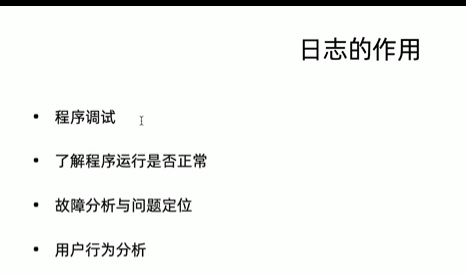 日志的作用
• 程序调试
• 了解程序运行是否正常
• 故障分析与问题定位
• 用户行为分析